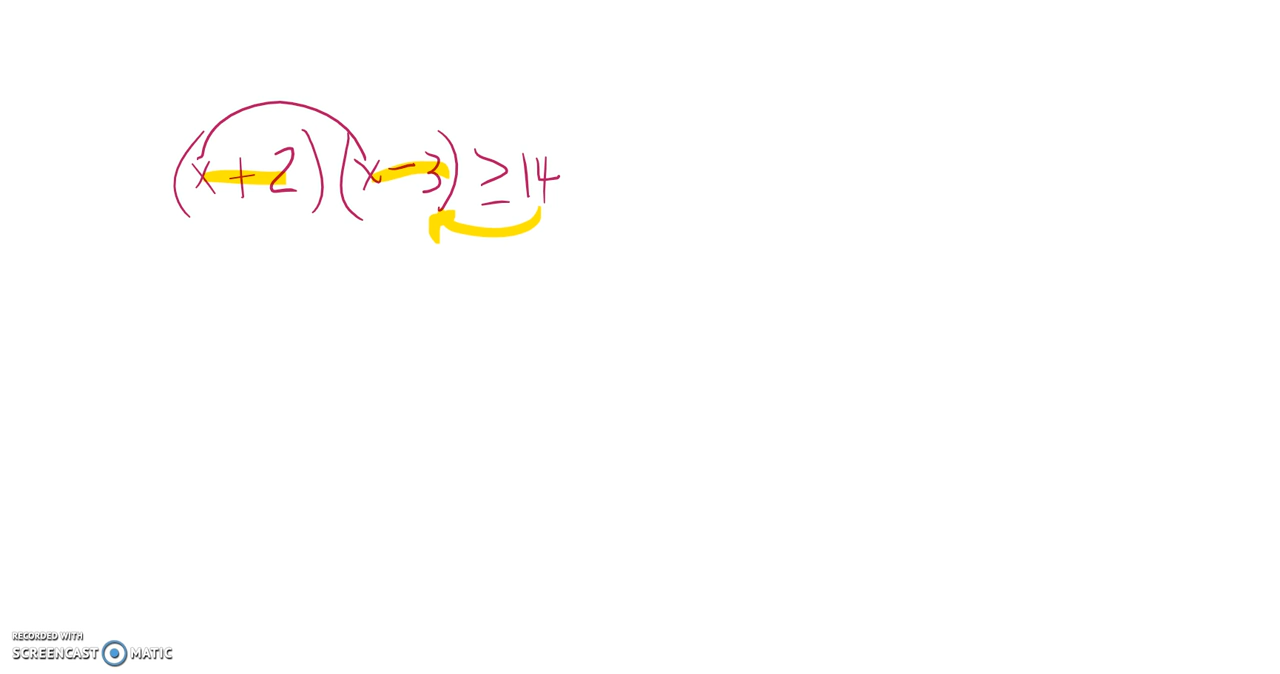 (x + 2)(x - 3) ≥ 14
RECORDED WITH
SCREENCAST MATIC